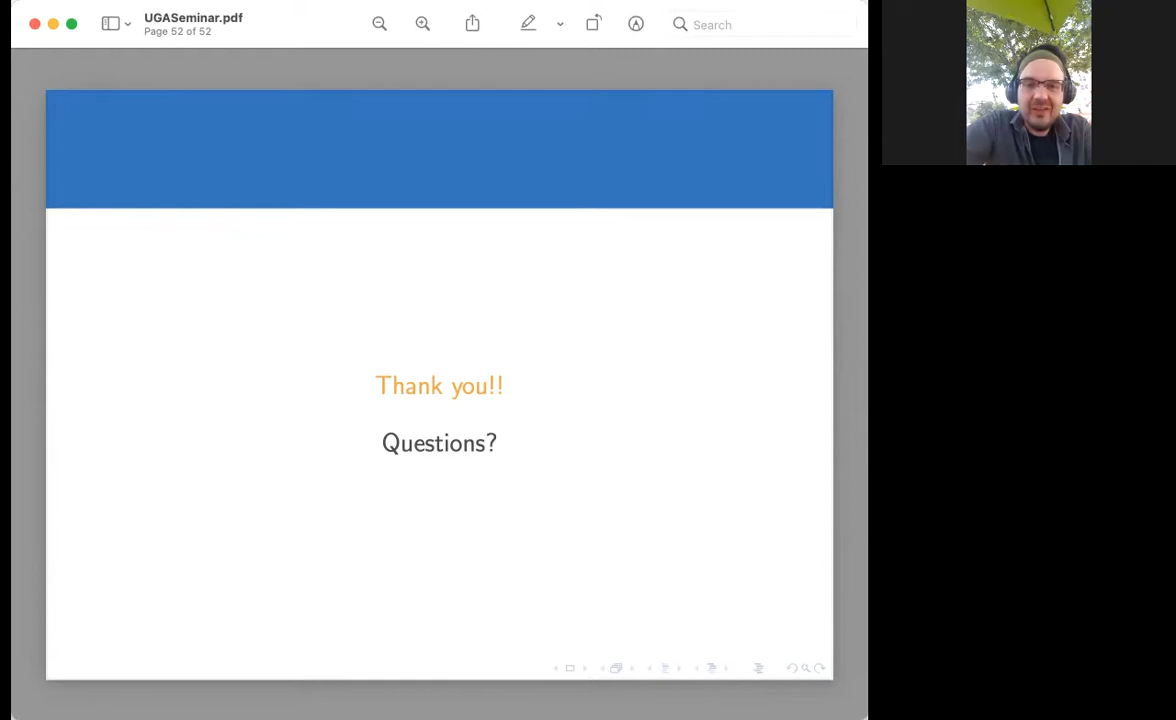 UGASeminar.pdf
Page 52 of 52
Search
Thank you!!
Questions?